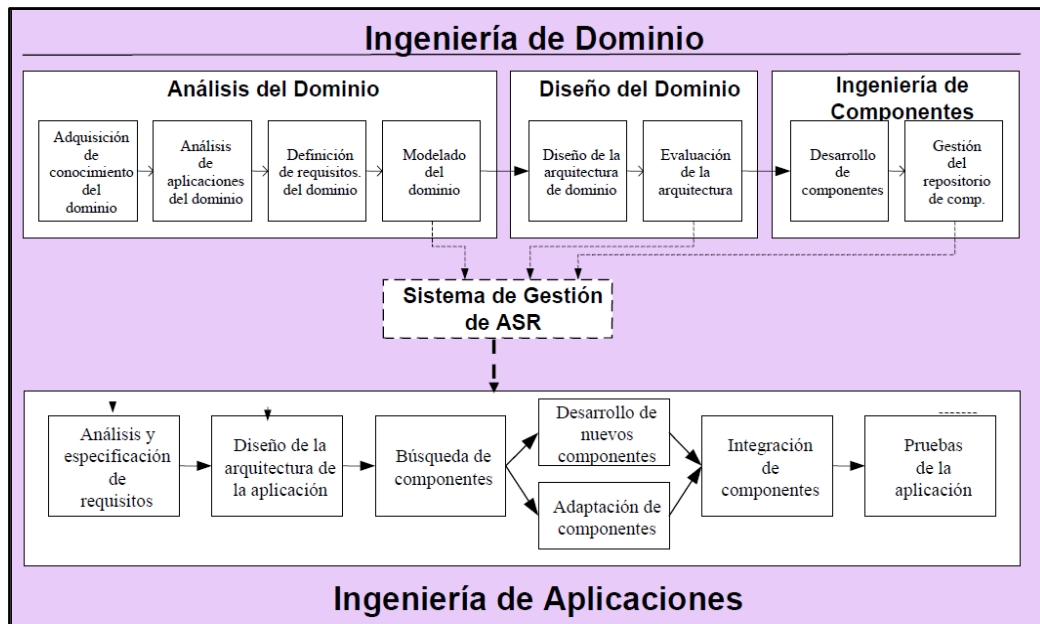 Ingeniería de Dominio
Análisis del Dominio
Adquisición
de
conocimiento
del
dominio
Análisis
de
aplicaciones
del dominio
Definición
de requisitos.
del dominio
Modelado
del
dominio
Diseño del Dominio
Diseño de la
arquitectura
de dominio
Evaluación
de la
arquitectura
Ingeniería de
Componentes
Desarrollo
de
componentes
Gestión
del
repositorio
de comp.
Sistema de Gestión
de ASR
Análisis y
especificación
de
requisitos
Diseño de la
arquitectura de
la aplicación
Búsqueda de
componentes
Desarrollo de
nuevos
componentes
Adaptación de
componentes
Integración
de
componentes
Pruebas
de la
aplicación
Ingeniería de Aplicaciones